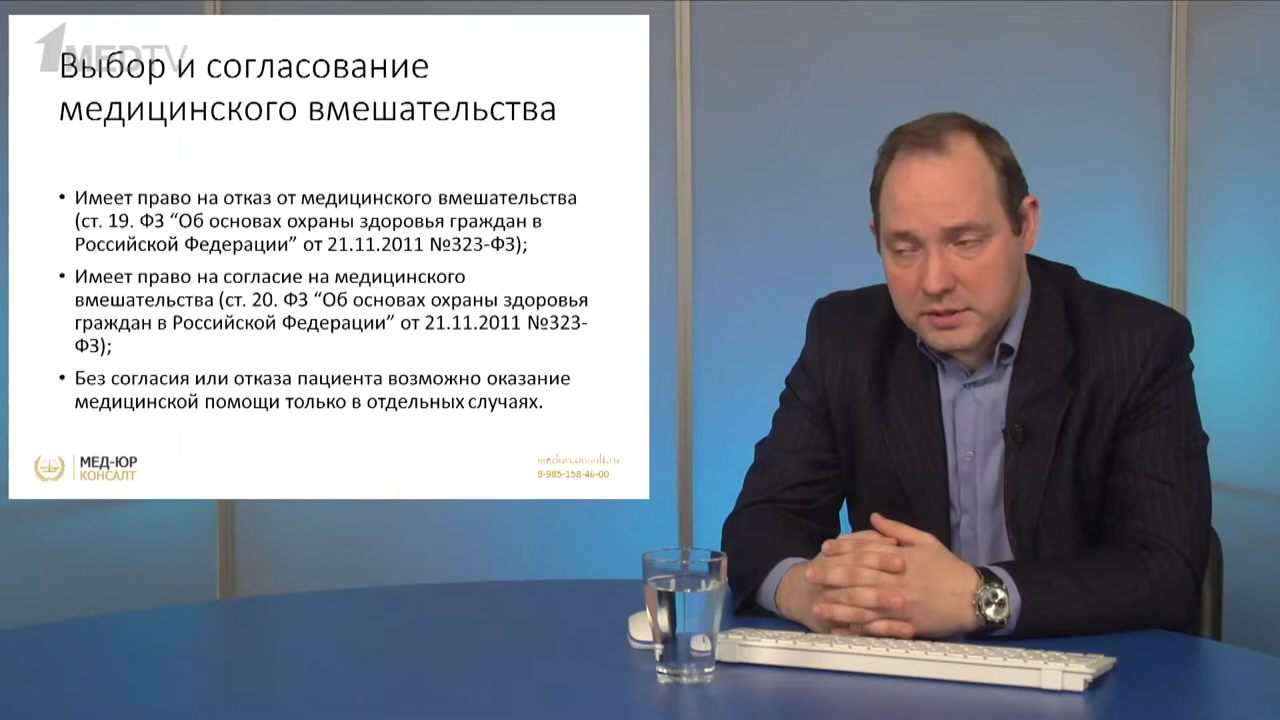 1MEDTV
Выбор и согласование
медицинского вмешательства
• Имеет право на отказ от медицинского вмешательства
(ст. 19. ФЗ “Об основах охраны здоровья граждан в
Российской Федерации” от 21.11.2011 №323-ФЗ);
• Имеет право на согласие на медицинского
вмешательства (ст. 20. ФЗ “Об основах охраны здоровья
граждан в Российской Федерации” от 21.11.2011 №323-
ФЗ);
• Без согласия или отказа пациента возможно оказание
медицинской помощи только в отдельных случаях.
МЕД-ЮР
КОНСАЛТ
8-985-158-46-00